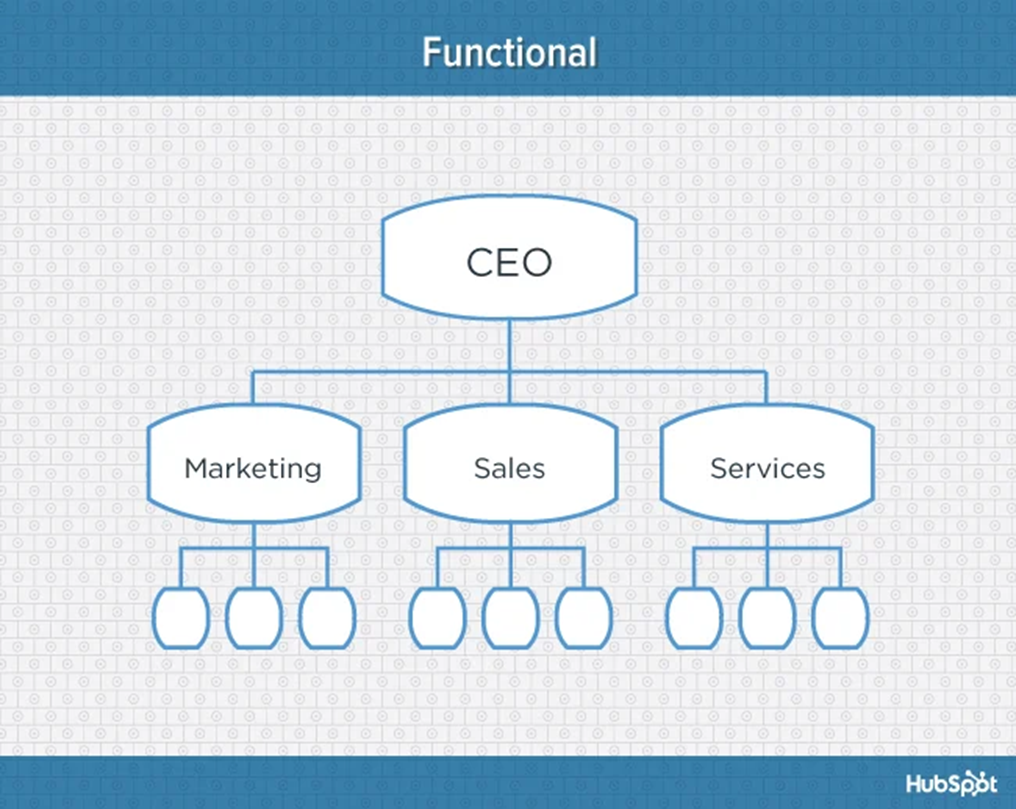 Functional
CEO
Marketing
Sales
Services
HubSpot